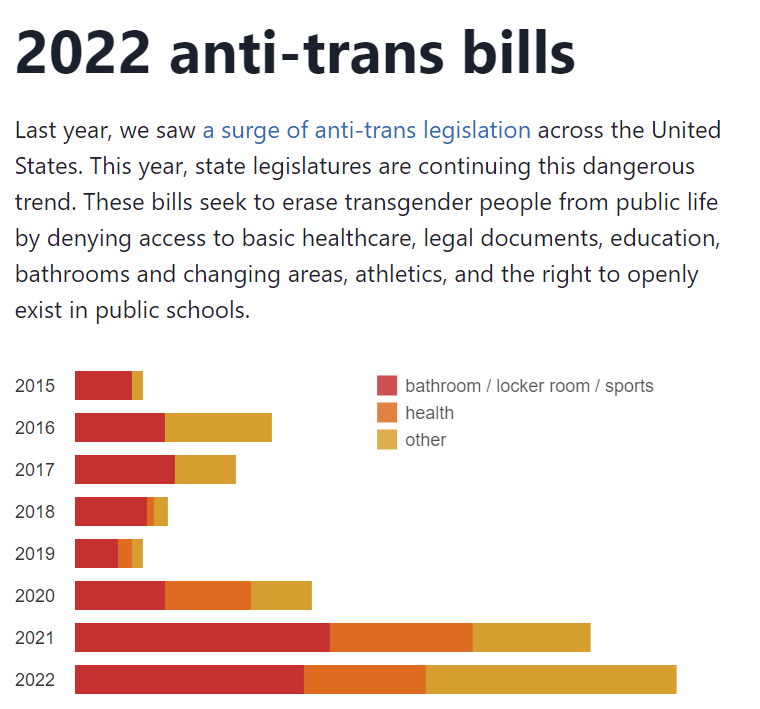 2022 anti-trans bills
Last year, we saw a surge of anti-trans legislation across the United
States. This year, state legislatures are continuing this dangerous
trend. These bills seek to erase transgender people from public life
by denying access to basic healthcare, legal documents, education,
bathrooms and changing areas, athletics, and the right to openly
exist in public schools.
2015
bathroom / locker room / sports
health
2016
other
2017
2018
2019
2020
2021
2022